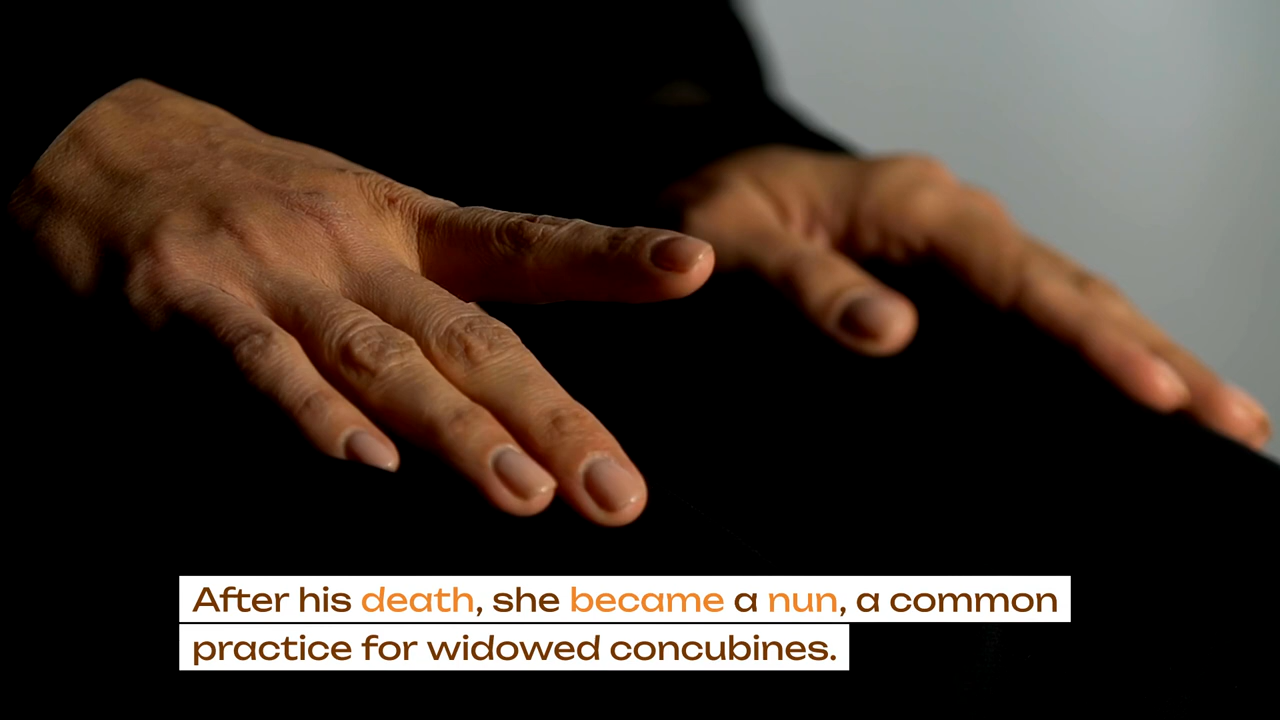 After his death, she became a nun, a common
practice for widowed concubines.